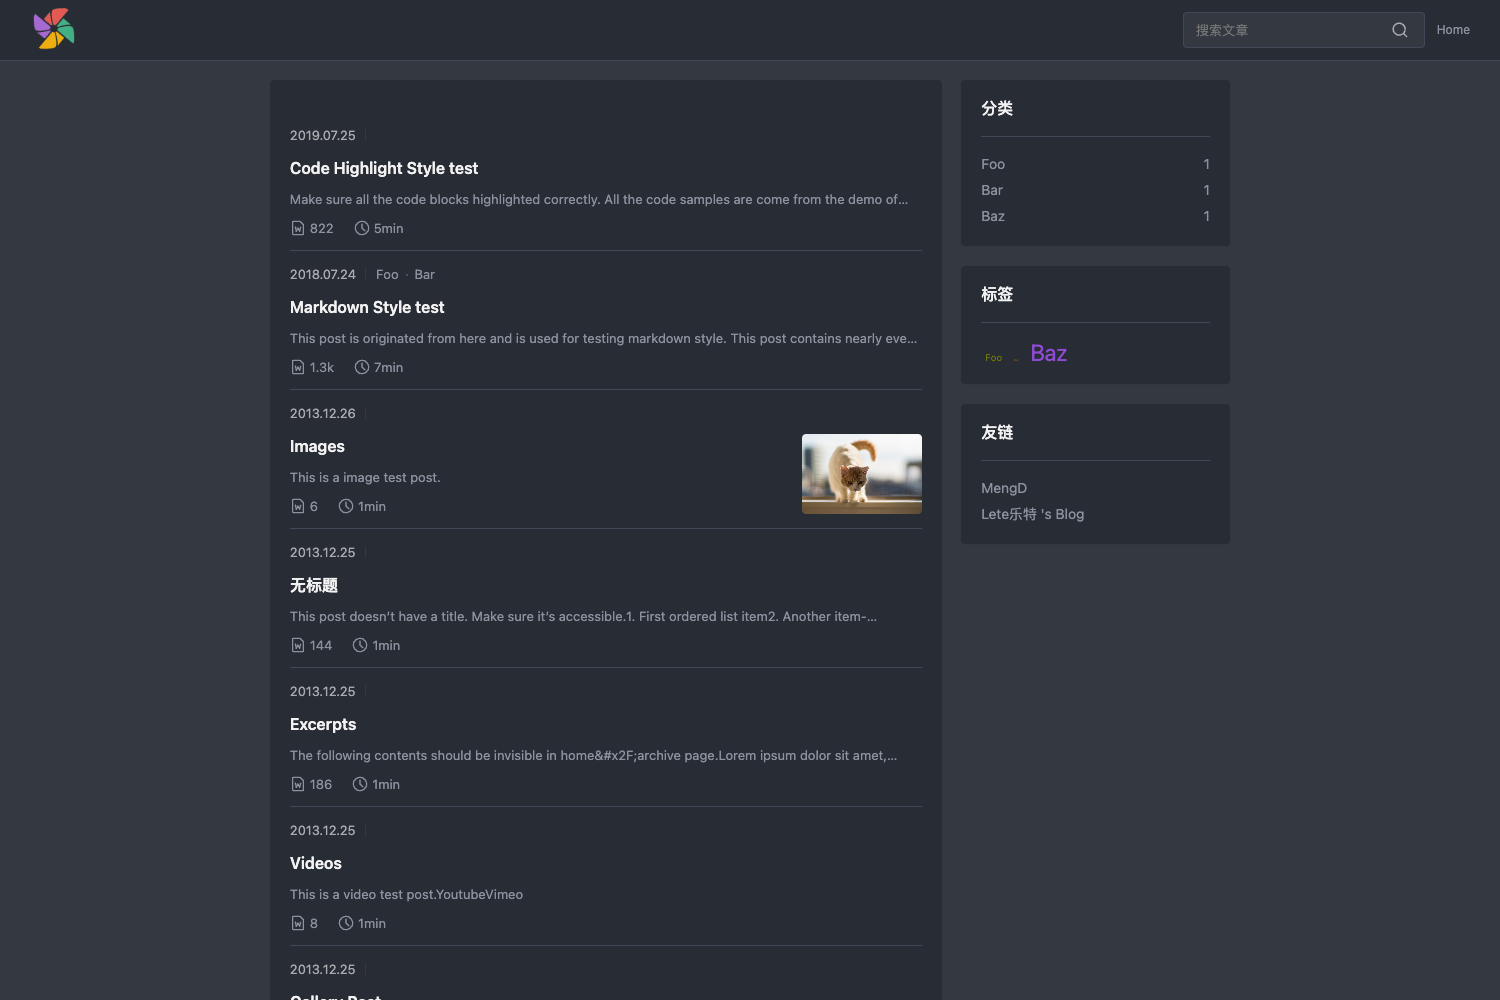 搜索文章
Home
2019.07.25
Code Highlight Style test
Make sure all the code blocks highlighted correctly. All the code samples are come from the demo of...
822 5min
2018.07.24 Foo · Bar
Markdown Style test
This post is originated from here and is used for testing markdown style. This post contains nearly eve...
1.3k 7min
2013.12.26
Images
This is a image test post.
6 1min
2013.12.25
无标题
This post doesn't have a title. Make sure it's accessible.1. First ordered list item2. Another item-...
144 1min
2013.12.25
Excerpts
The following contents should be invisible in home&#x2F;archive page.Lorem ipsum dolor sit amet,...
186 1min
2013.12.25
Videos
This is a video test post.YoutubeVimeo
8 1min
2013.12.25
Gallery Post
分类
Foo 1
Bar 1
Baz 1
标签
Foo Baz
友链
MengD
Lete乐特 's Blog